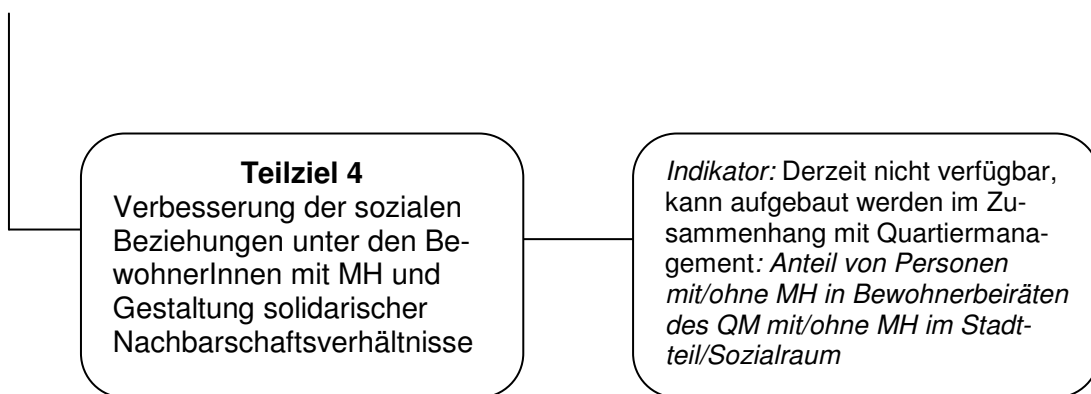 Teilziel 4
Verbesserung der sozialen
Beziehungen unter den Be-
wohnerInnen mit MH und
Gestaltung solidarischer
Nachbarschaftsverhältnisse
Indikator: Derzeit nicht verfügbar,
kann aufgebaut werden im Zu-
sammenhang mit Quartiermana-
gement: Anteil von Personen
mit/ohne MH in Bewohnerbeiräten
des QM mit/ohne MH im Stadt-
teil/Sozialraum